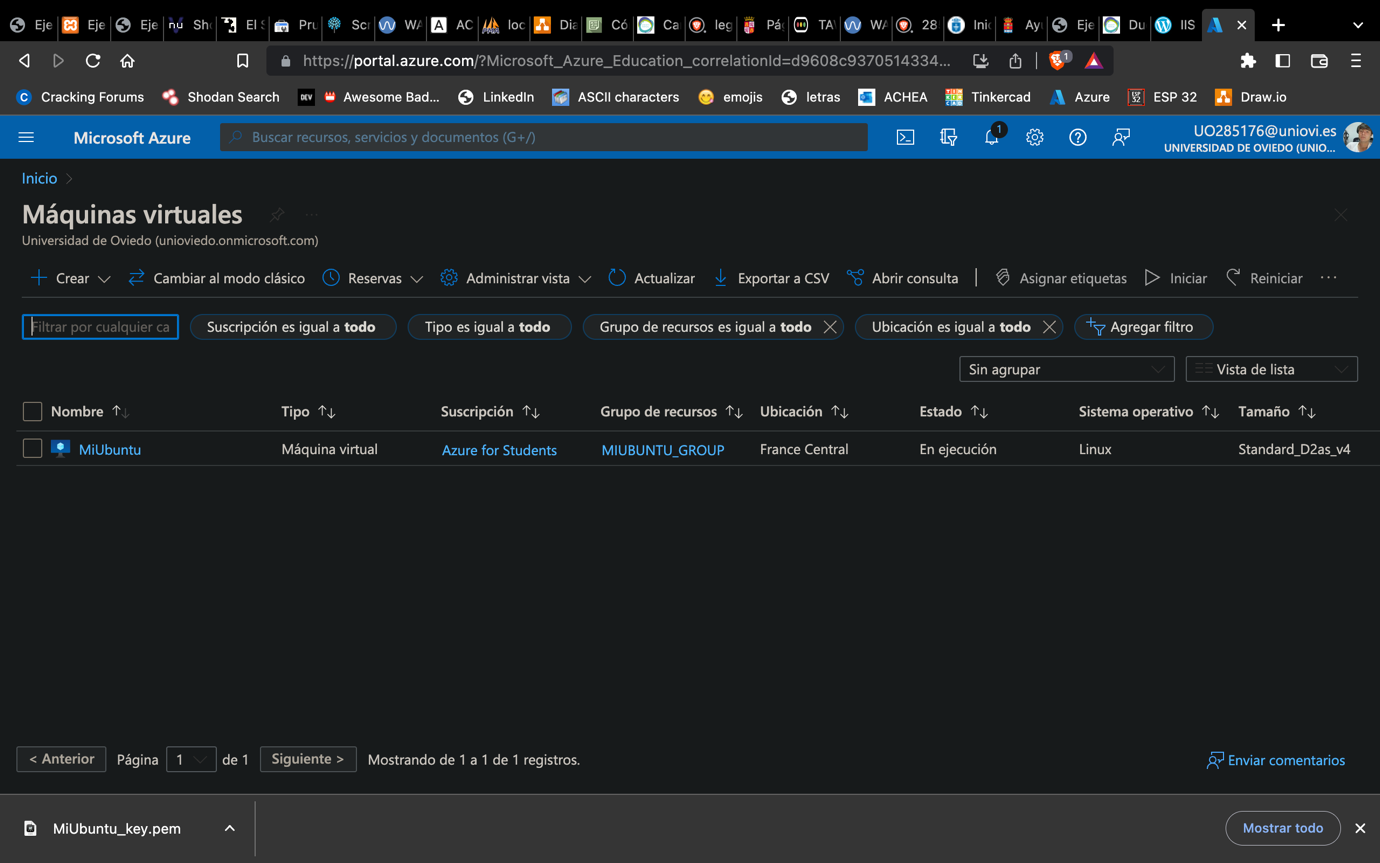 Eje Eje Eje Sho El S Pru Sc WA AC loc Dia Có Ca leg Pá TA WA 28 Inic Ayu Eje Du IIS
https://portal.azure.com/?Microsoft_Azure_Education_correlationId=d9608c9370514334... 1
C Cracking Forums Shodan Search DEV Awesome Bad... LinkedIn ASCII characters emojis letras ACHEA Tinkercad Azure ESP 32 Draw.io
Microsoft Azure Buscar recursos, servicios y documentos (G+/) 1 UO285176@uniovi.es
UNIVERSIDAD DE OVIEDO (UNIO...
Inicio >
Máquinas virtuales ...
Universidad de Oviedo (unioviedo.onmicrosoft.com)
Crear Cambiar al modo clásico Reservas Administrar vista Actualizar Exportar a CSV Abrir consulta Asignar etiquetas Iniciar Reiniciar ...
Filtrar por cualquier ca Suscripción es igual a todo Tipo es igual a todo Grupo de recursos es igual a todo Ubicación es igual a todo Agregar filtro
Sin agrupar Vista de lista
Nombre ↑↓ Tipo ↑↓ Suscripción ↑↓ Grupo de recursos ↑↓ Ubicación ↑↓ Estado ↑↓ Sistema operativo ↑↓ Tamaño ↑↓
MiUbuntu Máquina virtual Azure for Students MIUBUNTU_GROUP France Central En ejecución Linux Standard_D2as_v4
< Anterior Página 1 de 1 Siguiente > Mostrando de 1 a 1 de 1 registros. Enviar comentarios
MiUbuntu_key.pem Mostrar todo